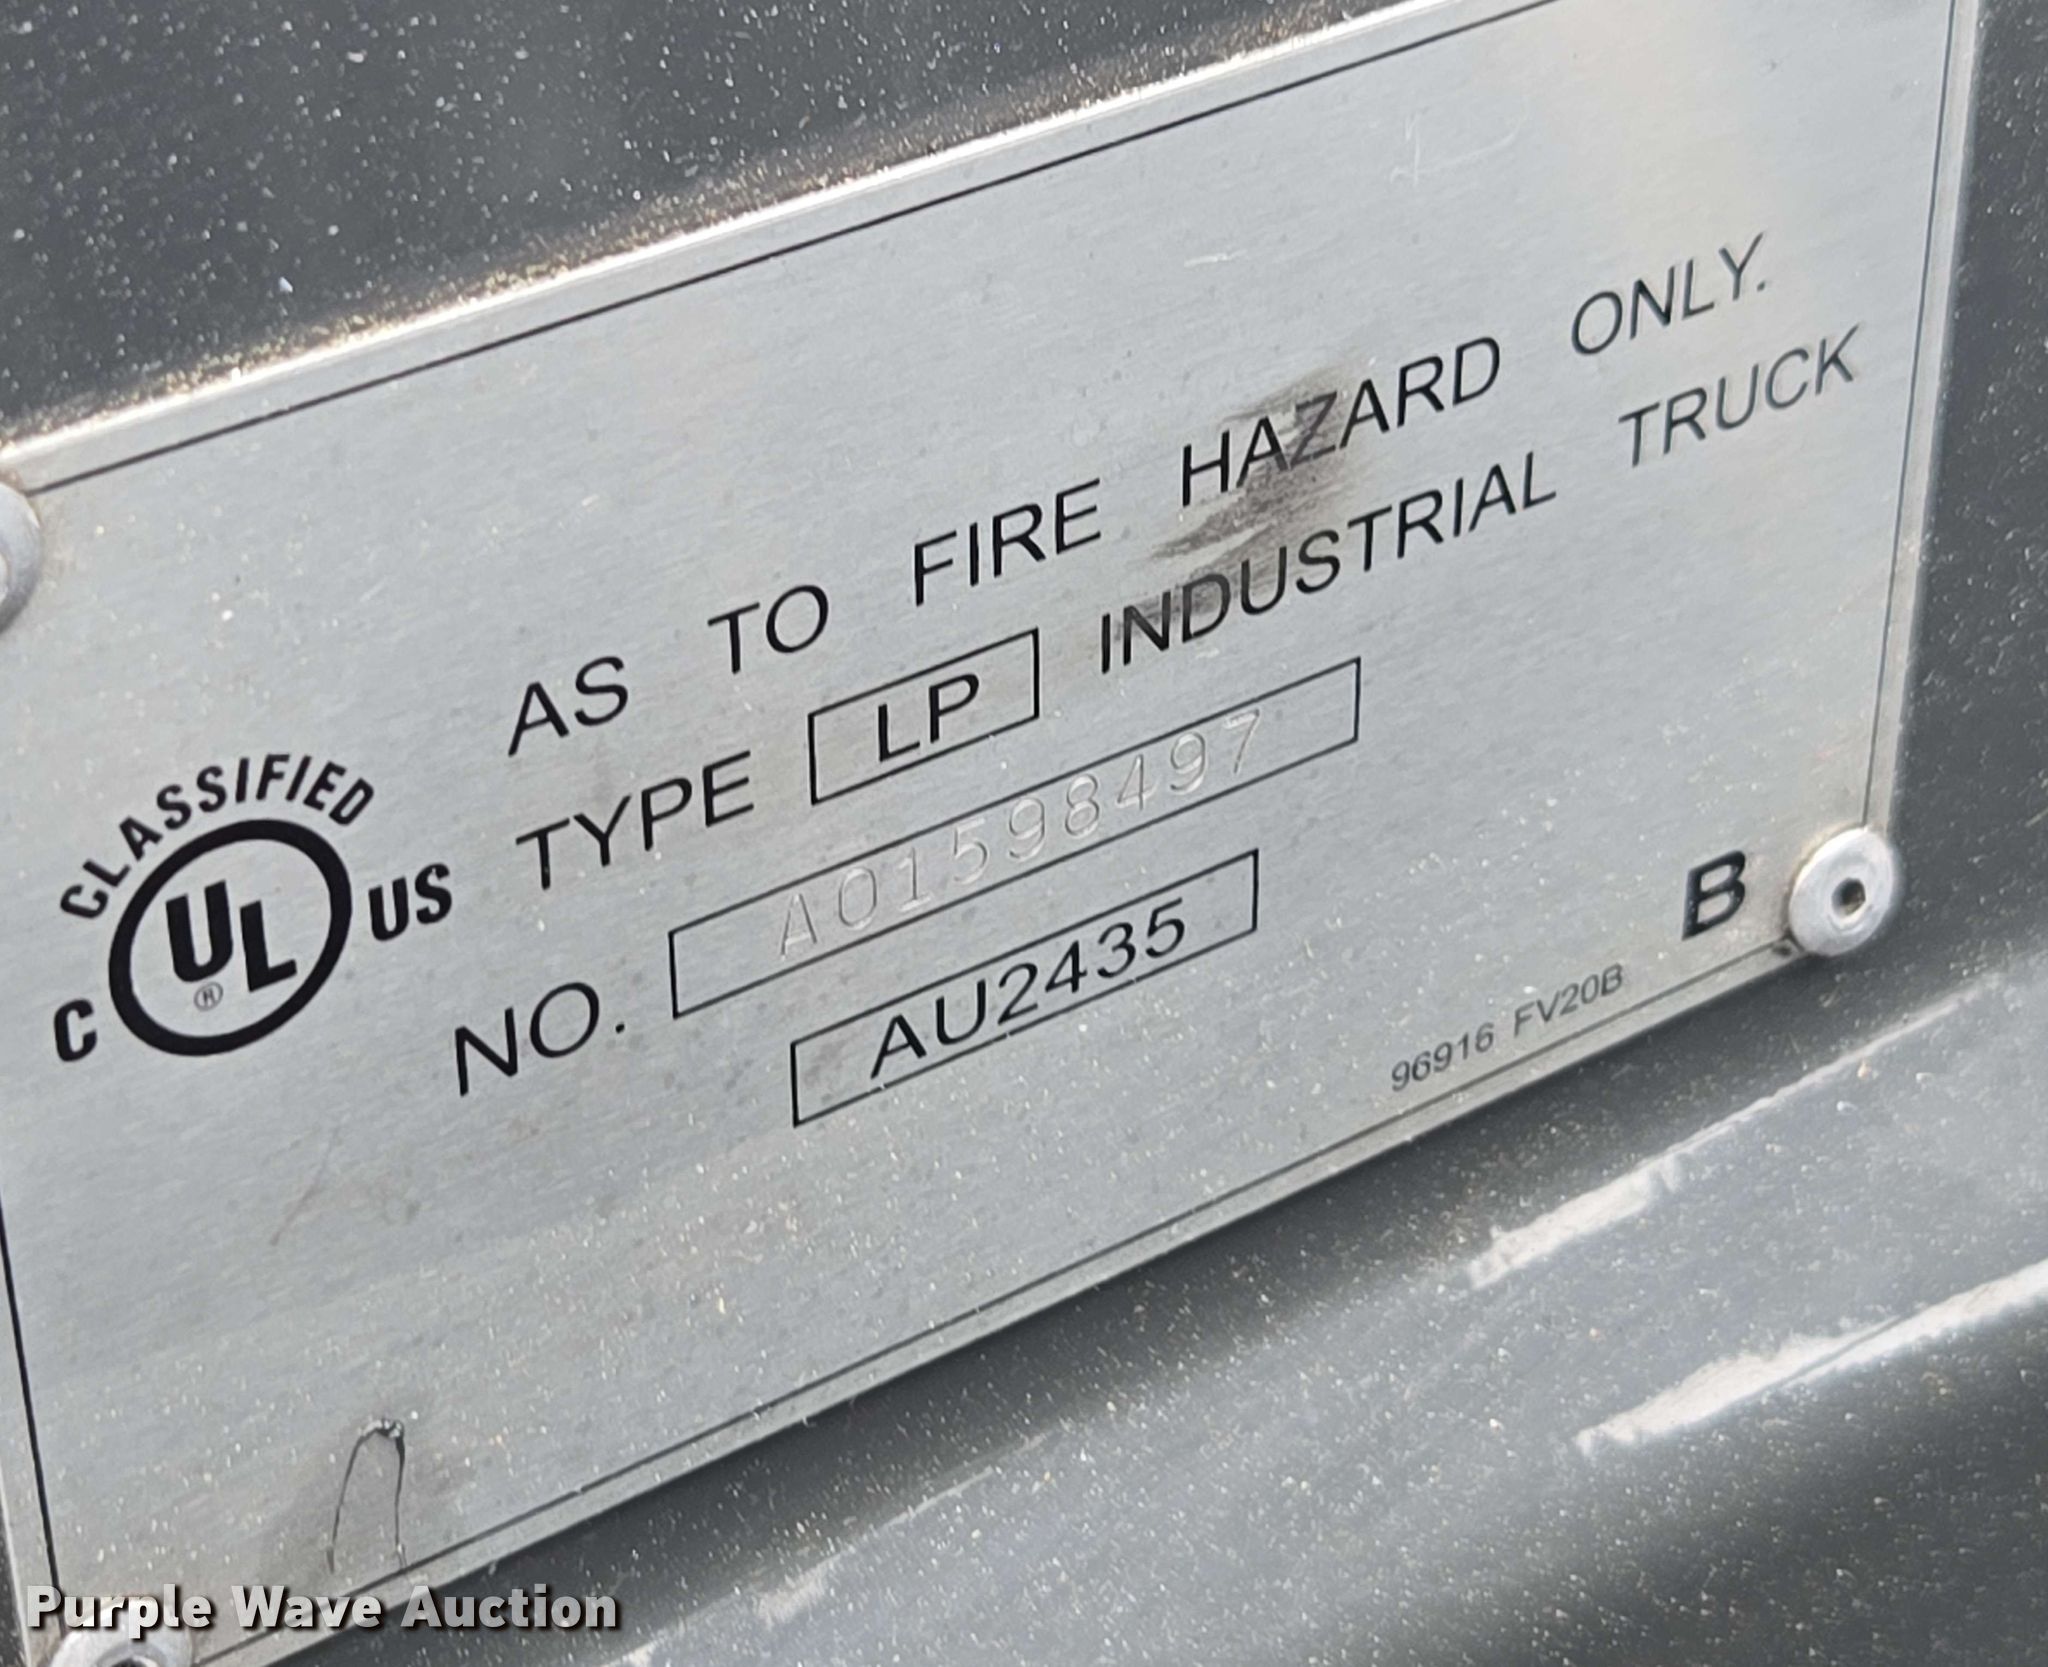 AS TO FIRE HAZARD ONLY.
CLASSIFIED
C UL ® US
TYPE LP INDUSTRIAL TRUCK
NO. A01598497
AU2435
B
96916 FV20B
Purple Wave Auction